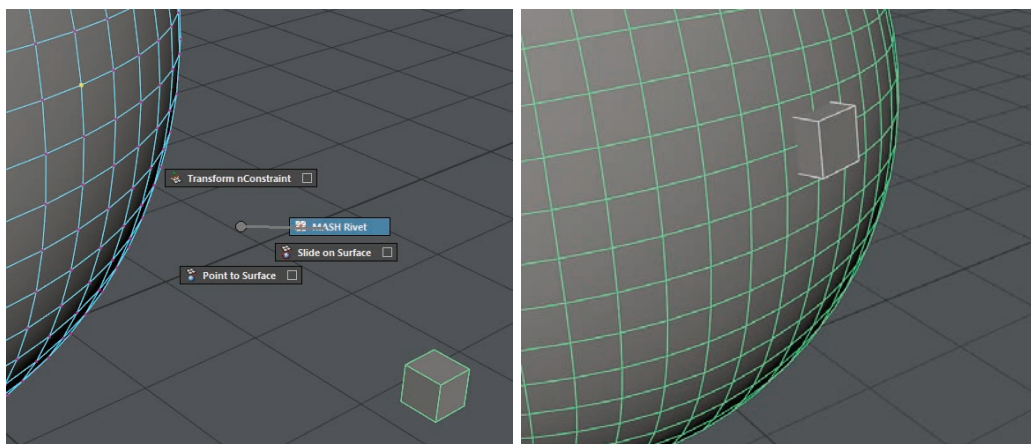 Transform nConstraint
MASH Rivet
Slide on Surface
Point to Surface